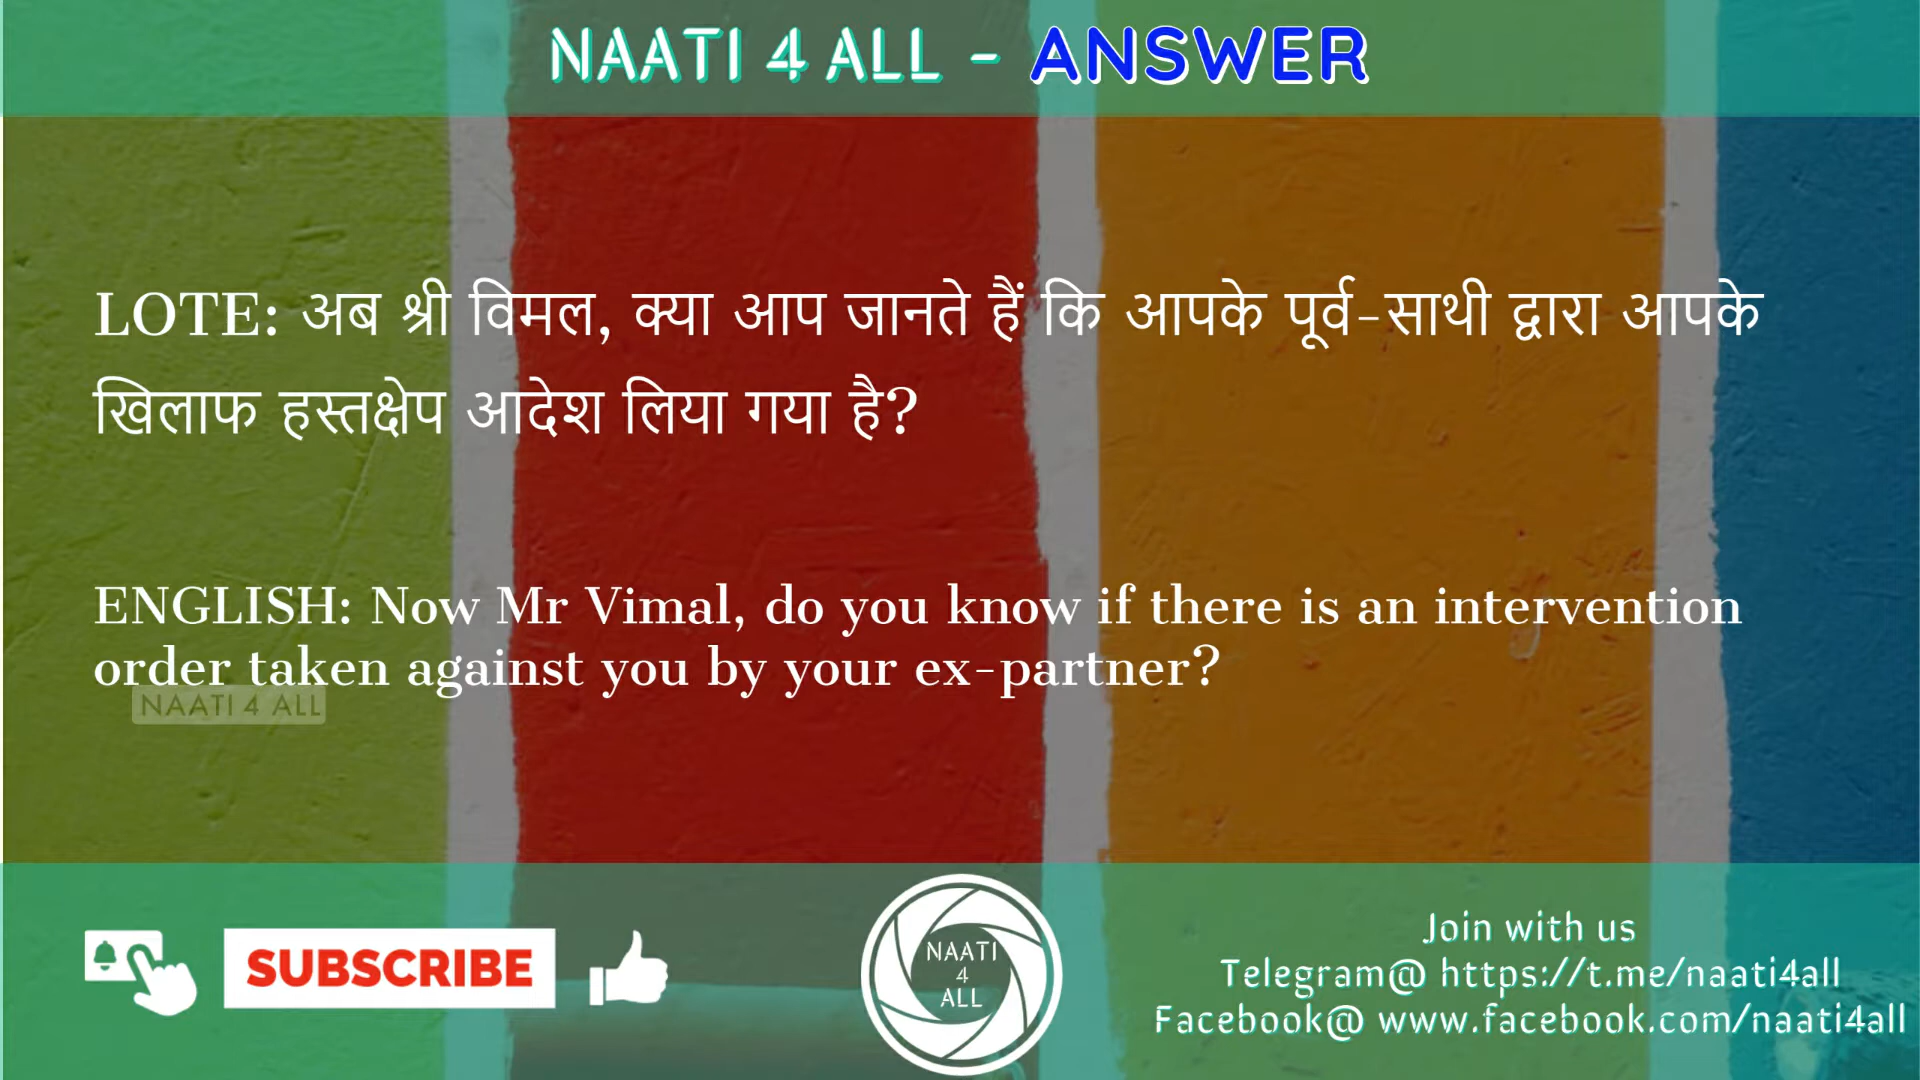 NAATI 4 ALL - ANSWER
LOTE: अब श्री विमल, क्या आप जानते हैं कि आपके पूर्व-साथी द्वारा आपके
खिलाफ हस्तक्षेप आदेश लिया गया है?
ENGLISH: Now Mr Vimal, do you know if there is an intervention
order taken against you by your ex-partner?
NAATI 4 ALL
SUBSCRIBE
NAATI
4
ALL
Join with us
Telegram@ https://t.me/naati4all
Facebook@ www.facebook.com/naati4all